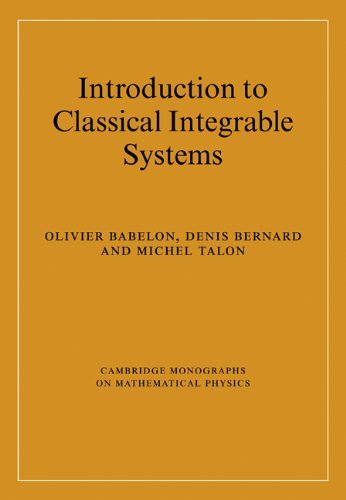 Introduction to
Classical Integrable
Systems
OLIVIER BABELON, DENIS BERNARD
AND MICHEL TALON
CAMBRIDGE MONOGRAPHS
ON MATHEMATICAL PHYSICS